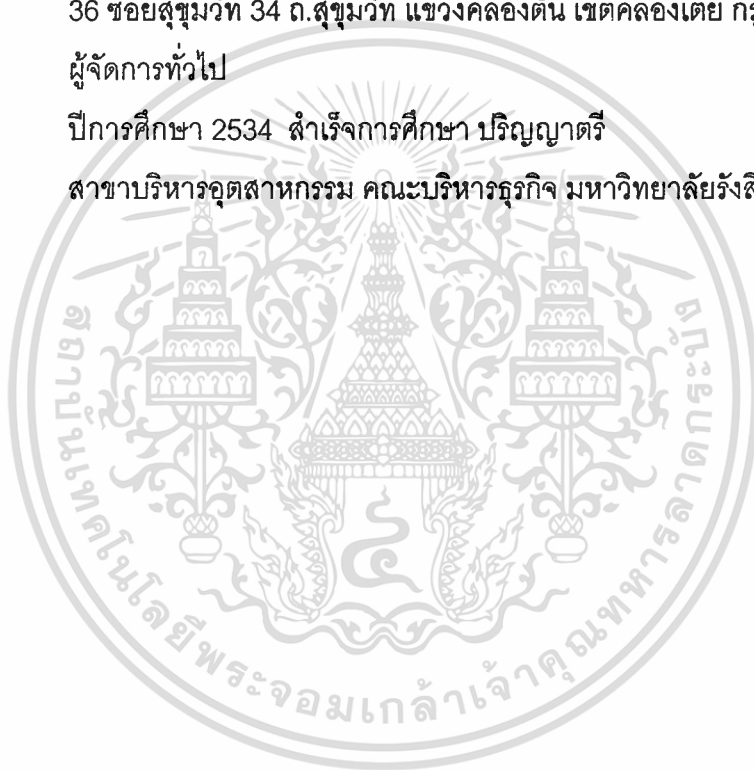 36 ซอยสุขุมวิท 34 ถ.สุขุมวิท แขวงคลองตัน เขตคลองเตย
ผู้จัดการทั่วไป
ปีการศึกษา 2534 สำเร็จการศึกษา ปริญญาตรี
สาขาบริหารอุตสาหกรรม คณะบริหารธุรกิจ
สถาบันเทคโนโลยีพระจอมเกล้าเจ้าคุณทหารลาดกระบัง
๔